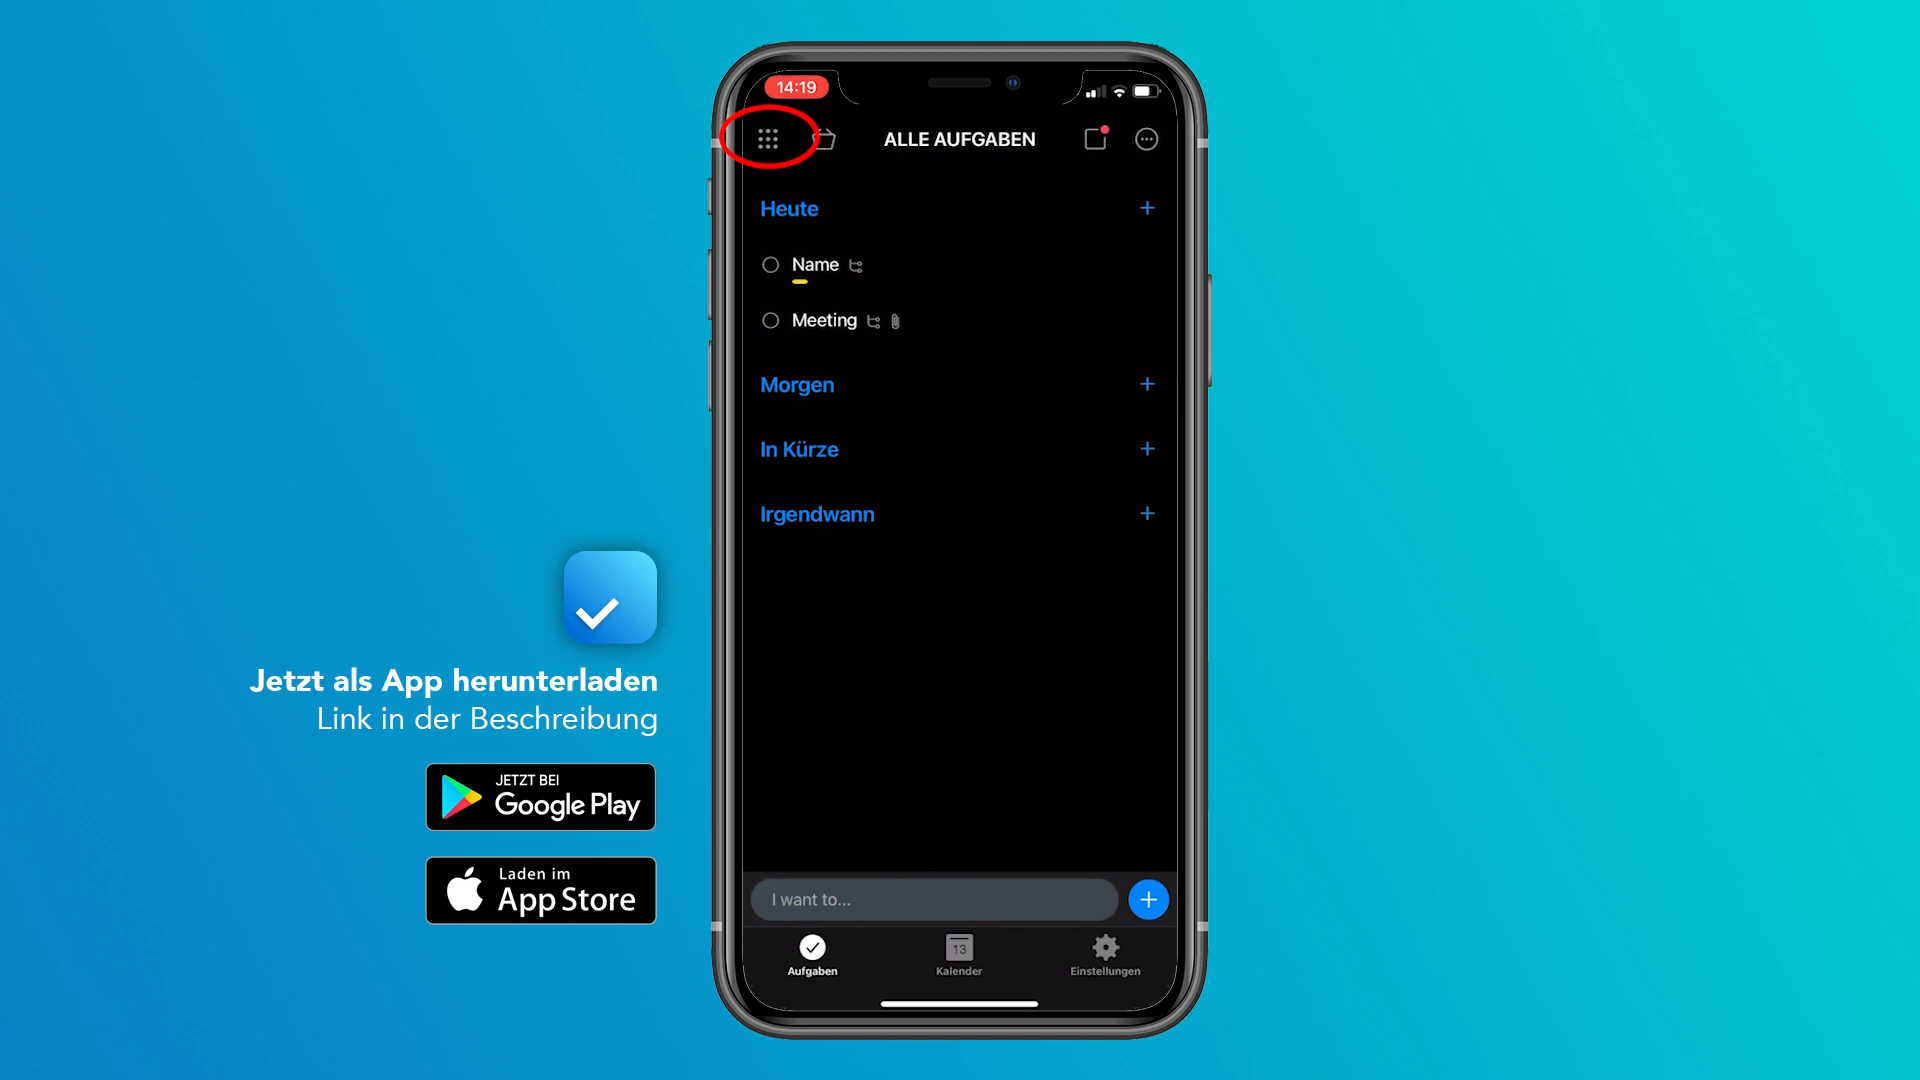 14:19
ALLE AUFGABEN
Heute
Name
Meeting
Morgen
In Kürze
Irgendwann
Jetzt als App herunterladen
Link in der Beschreibung
JETZT BEI
Google Play
Laden im
App Store
I want to...
13
Aufgaben
Kalender
Einstellungen